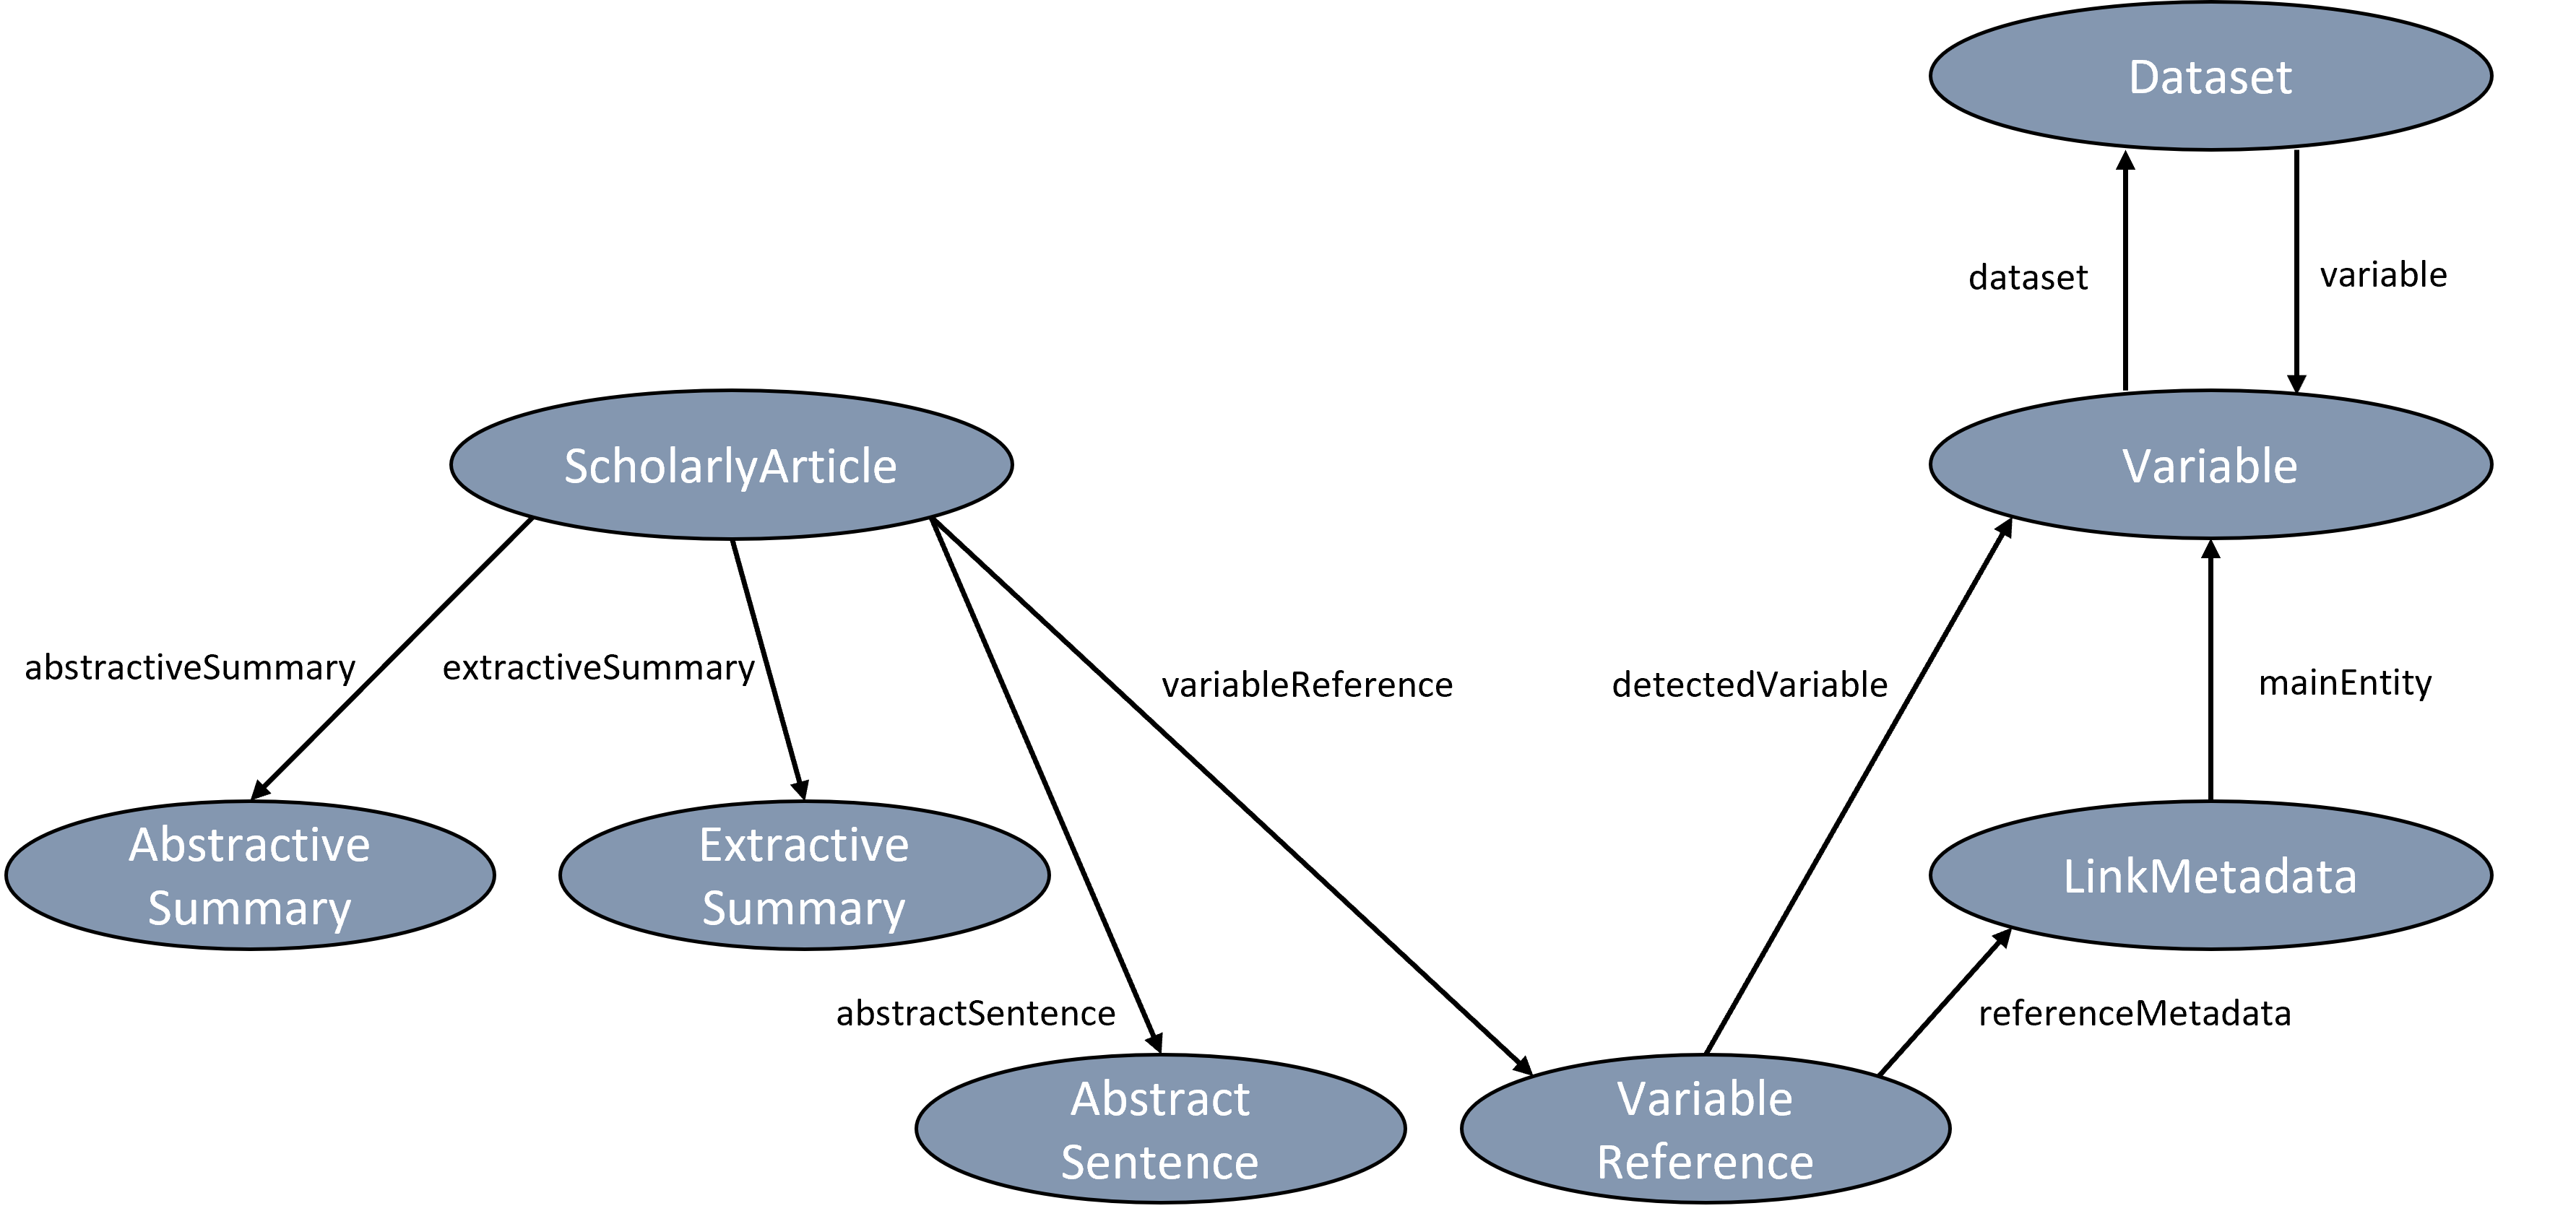 Dataset
dataset
variable
ScholarlyArticle
Variable
abstractiveSummary
extractiveSummary
variableReference
detectedVariable
mainEntity
Abstractive
Summary
Extractive
Summary
LinkMetadata
abstractSentence
referenceMetadata
Abstract
Sentence
Variable
Reference